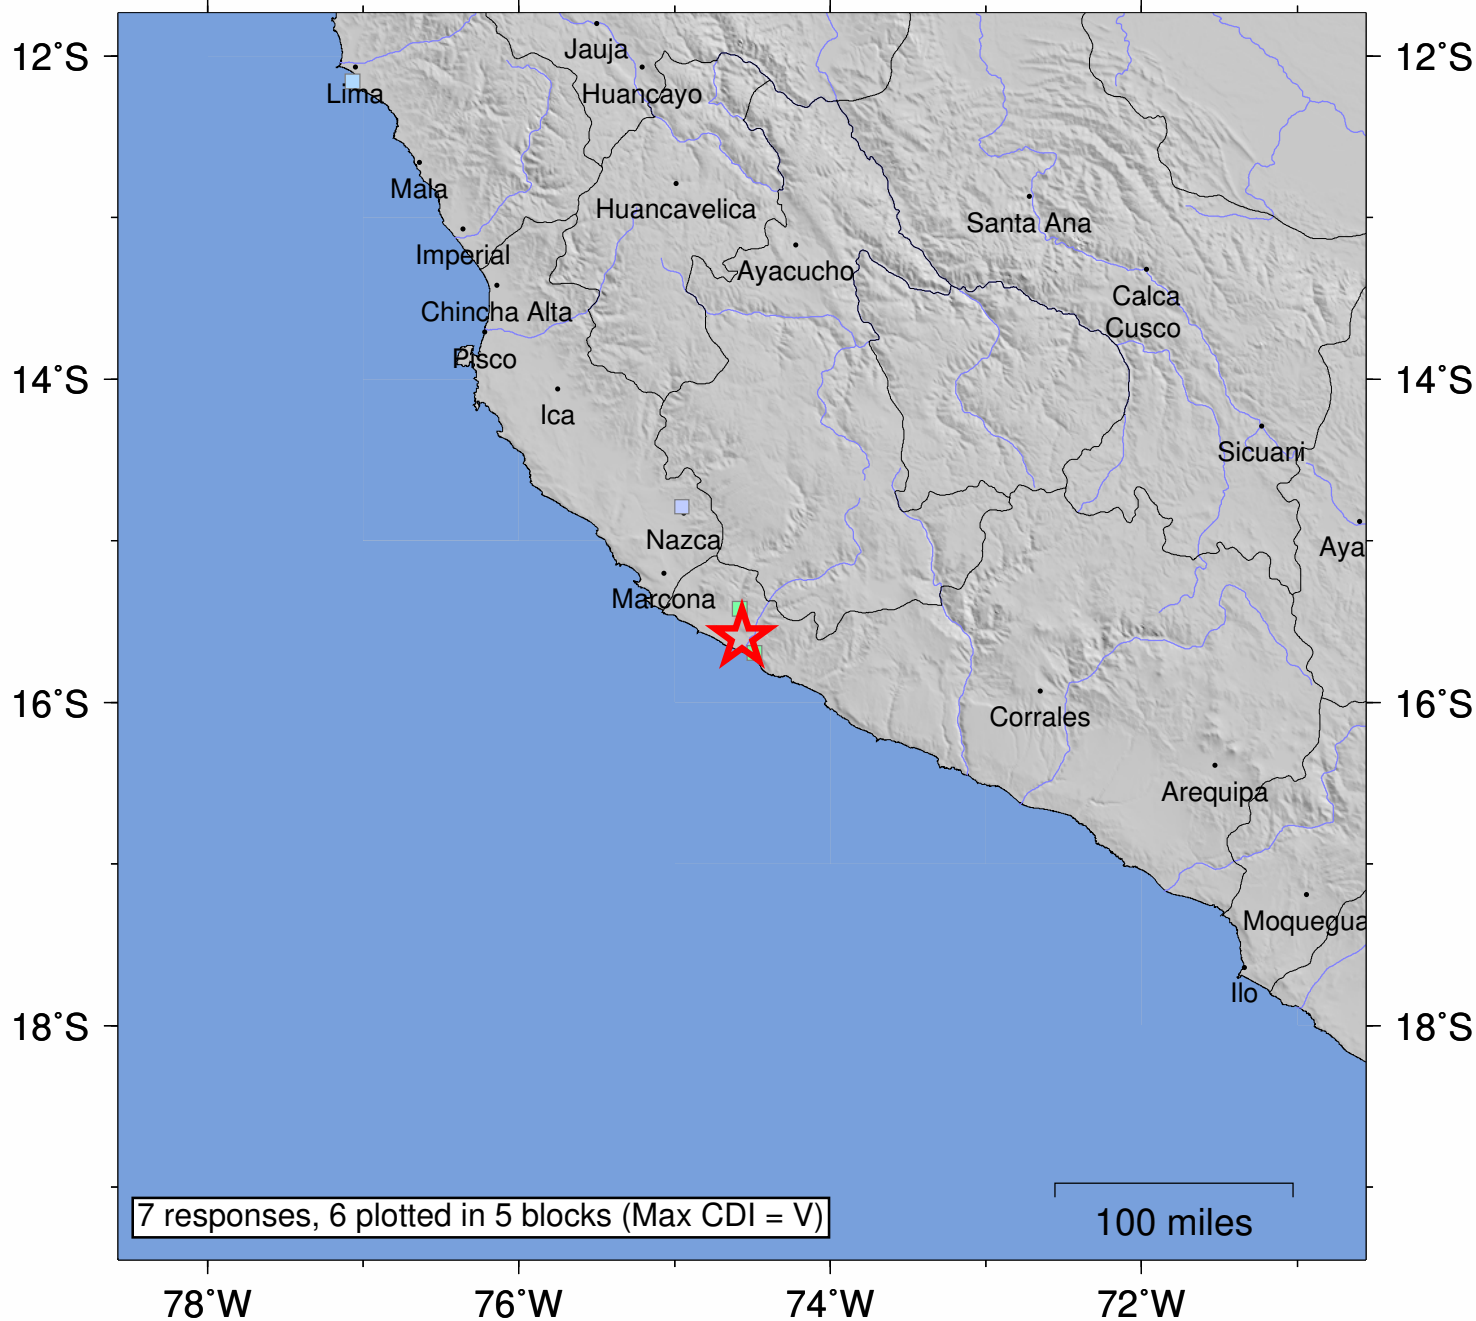 12°S
12°S
Jauja
Lima
Huancayo
Mala
Huancavelica
Santa Ana
Imperial
Ayacucho
Calca
Chincha Alta
Cusco
Pisco
14°S
14°S
Ica
Sicuani
Nazca
Aya
Marcona
16°S
16°S
Corrales
Arequipa
Moquegua
Ilo
18°S
18°S
7 responses, 6 plotted in 5 blocks (Max CDI = V)
100 miles
78°W
76°W
74°W
72°W